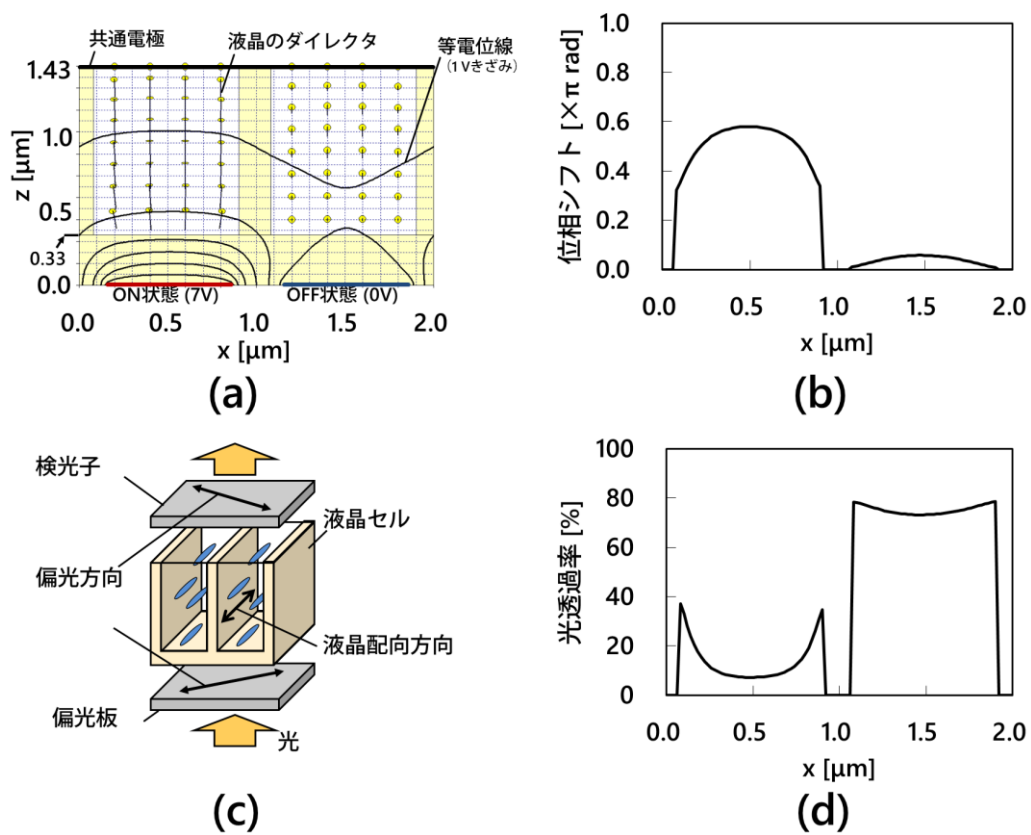 共通電極
液晶のダイレクタ
等電位線
(1Vきざみ)
1.43
1.0
0.5
0.33
0.0
z [μm]
ON状態 (7V)
OFF状態 (0V)
0.0 0.5 1.0 1.5 2.0
x [μm]
(a)
位相シフト [×π rad]
1.0
0.8
0.6
0.4
0.2
0.0
0.0 0.5 1.0 1.5 2.0
x [μm]
(b)
検光子
偏光方向
液晶セル
液晶配向方向
偏光板
光
(c)
光透過率 [%]
100
80
60
40
20
0
0.0 0.5 1.0 1.5 2.0
x [μm]
(d)